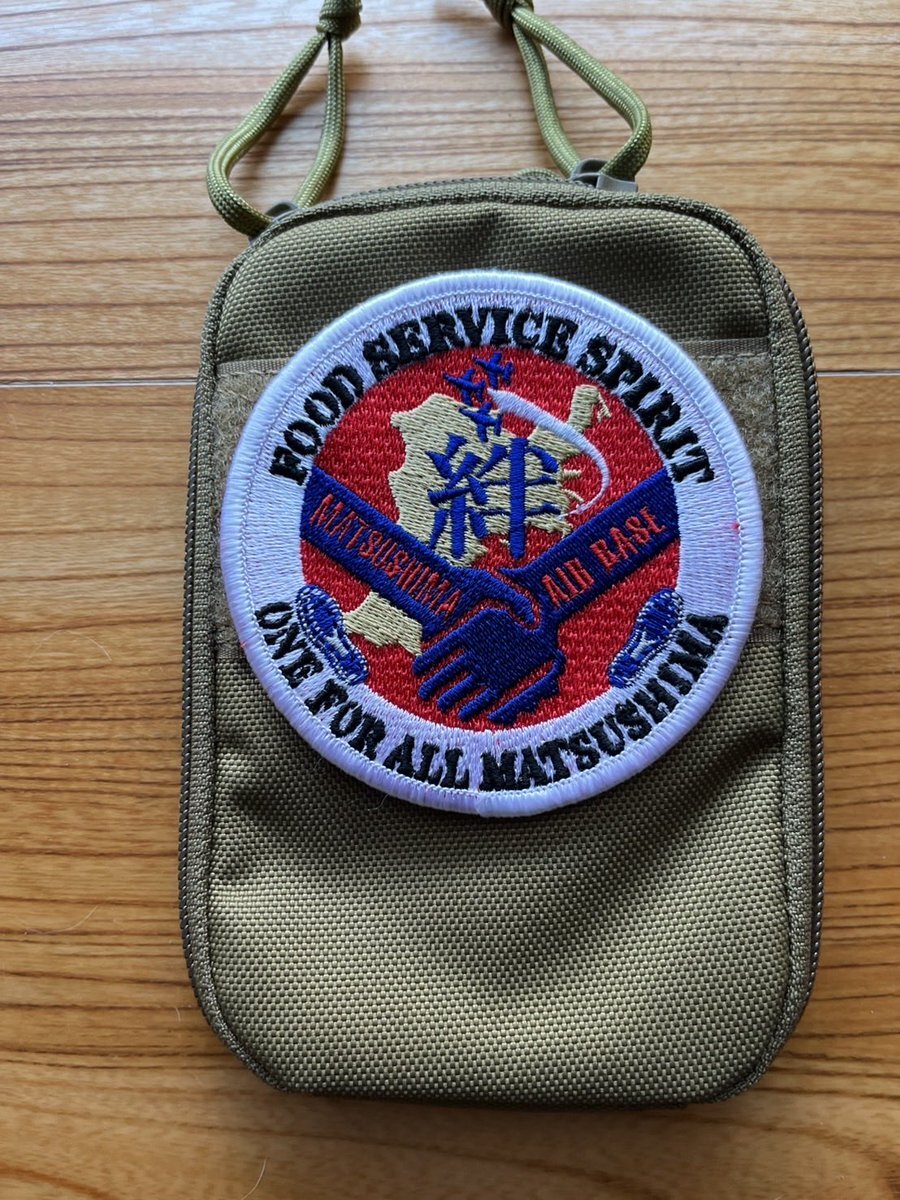 FOOD SERVICE SPIRIT
絆
MATSUSHIMA
AIR BASE
ONE FOR ALL MATSUSHIMA